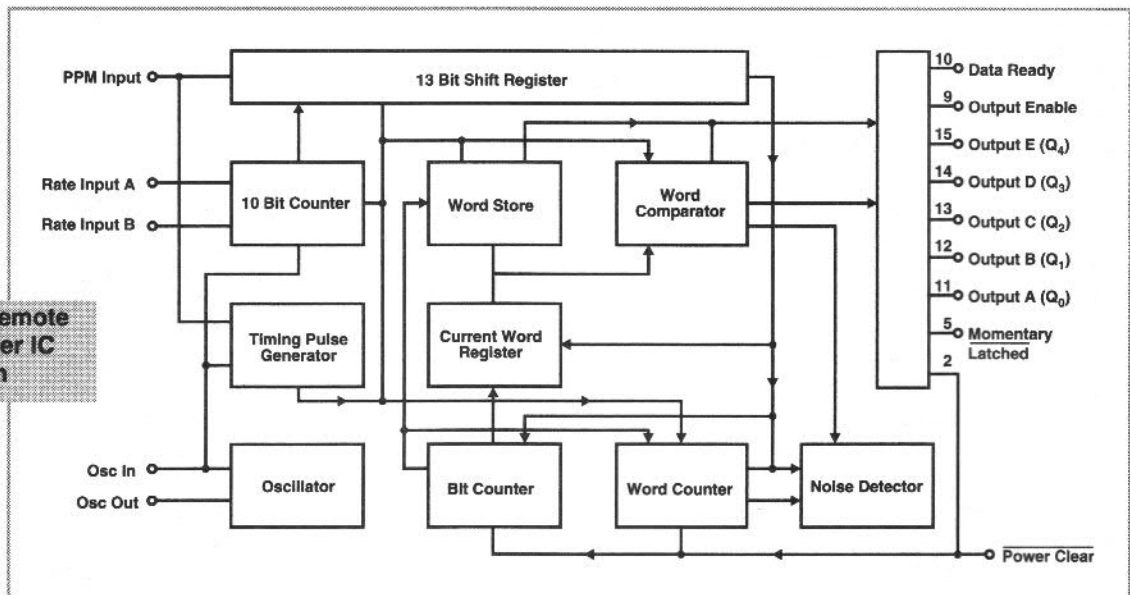 PPM Input
13 Bit Shift Register
Rate Input A
Rate Input B
10 Bit Counter
Word Store
Word
Comparator
10
Data Ready
9
Output Enable
15
Output E (Q4)
14
Output D (Q3)
13
Output C (Q2)
12
Output B (Q1)
11
Output A (Q0)
5
Momentary
Latched
2
emote
er IC
Timing Pulse
Generator
Current Word
Register
Osc In
Osc Out
Oscillator
Bit Counter
Word Counter
Noise Detector
Power Clear